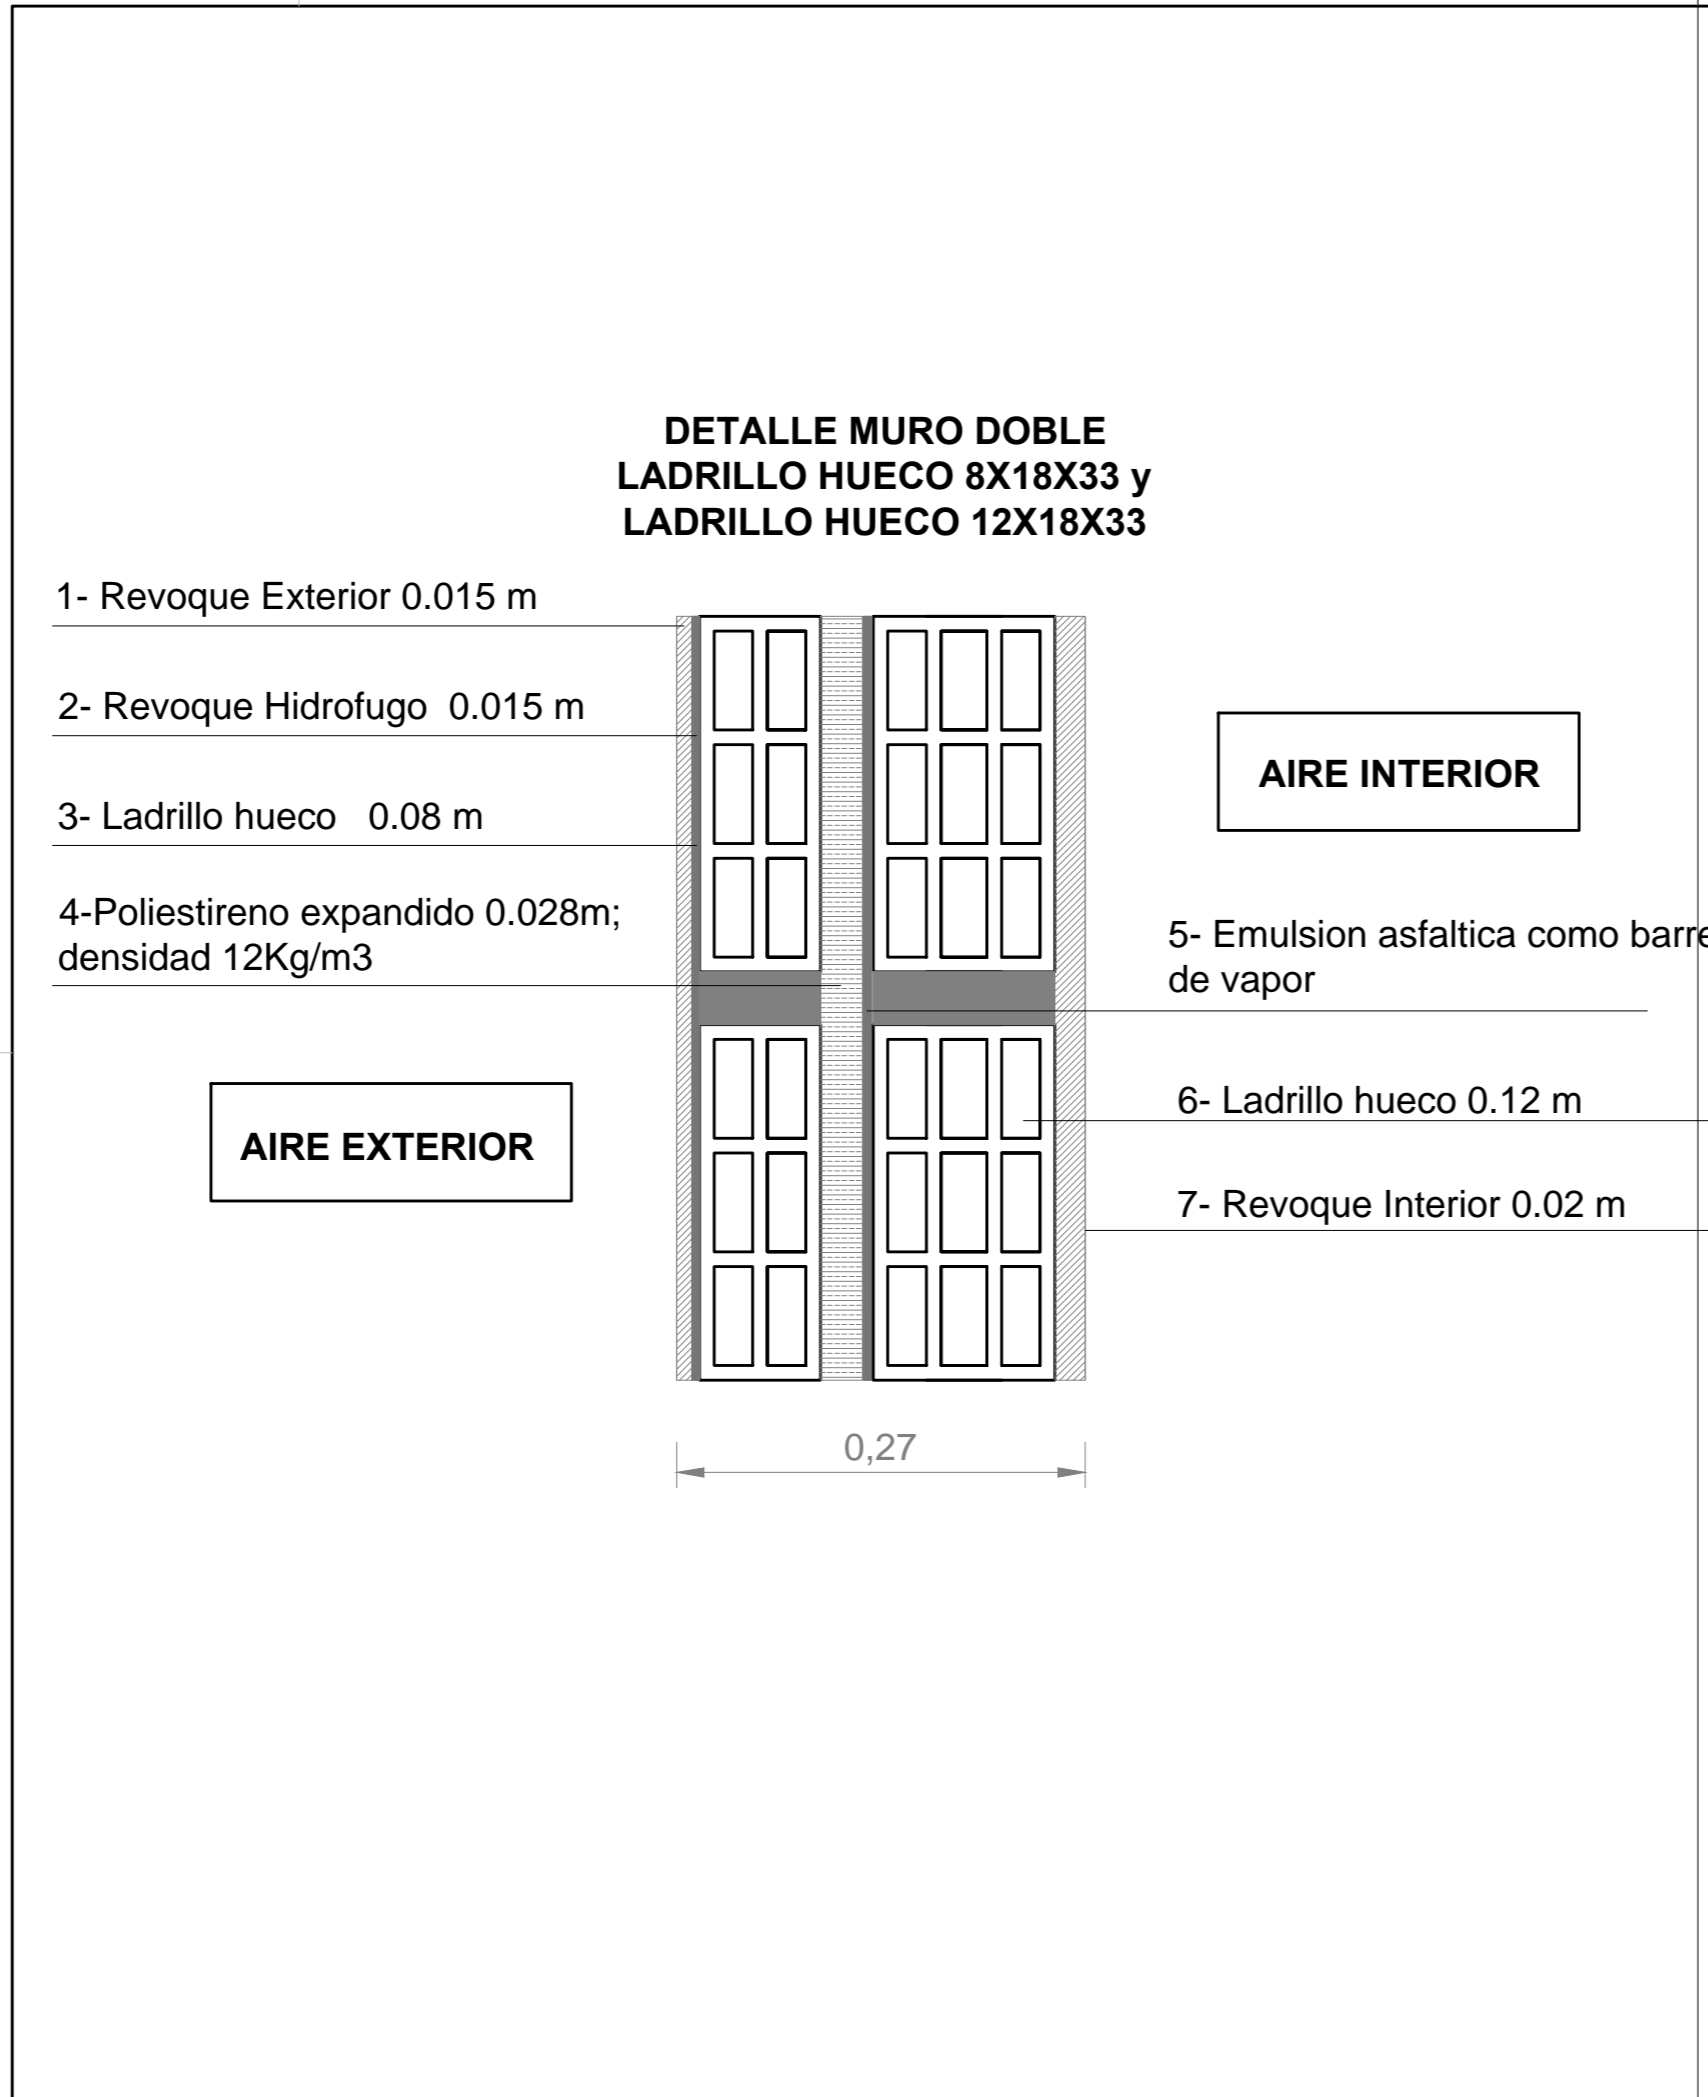 DETALLE MURO DOBLE
LADRILLO HUECO 8X18X33 y
LADRILLO HUECO 12X18X33
1- Revoque Exterior 0.015 m
2- Revoque Hidrofugo 0.015 m
3- Ladrillo hueco 0.08 m
4-Poliestireno expandido 0.028m;
densidad 12Kg/m3
AIRE EXTERIOR
AIRE INTERIOR
5- Emulsion asfaltica como barre
de vapor
6- Ladrillo hueco 0.12 m
7- Revoque Interior 0.02 m
0,27